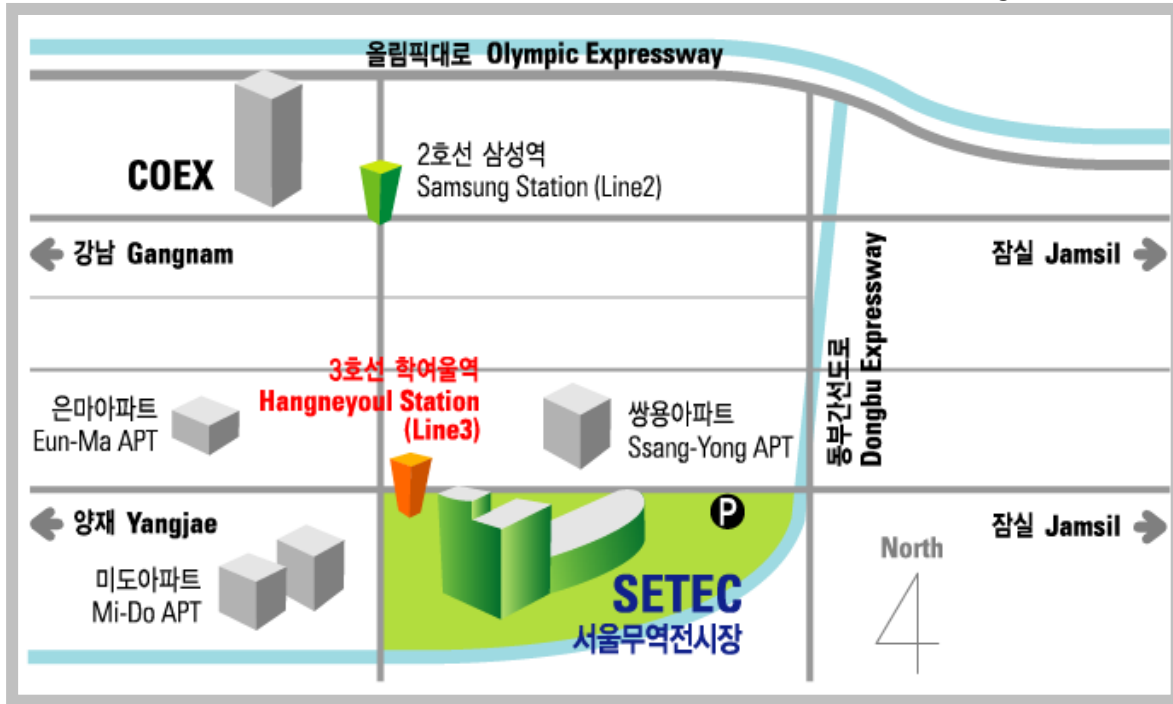 올림픽대로 Olympic Expressway
COEX
2호선 삼성역
Samsung Station (Line2)
강남 Gangnam
잠실 Jamsil
동부간선도로
Dongbu Expressway
3호선 학여울역
Hangneyoul Station
(Line3)
은마아파트
Eun-Ma APT
쌍용아파트
Ssang-Yong APT
양재 Yangjae
P
잠실 Jamsil
North
미도아파트
Mi-Do APT
SETEC
서울무역전시장